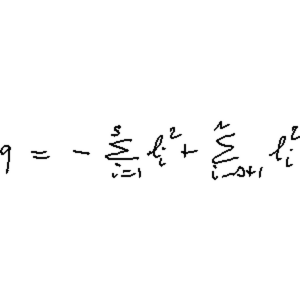 q = - \sum_{i=1}^{s} l_i^2 + \sum_{i=s+1}^{r} l_i^2